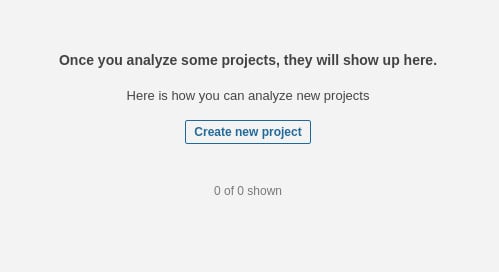 Once you analyze some projects, they will show up here.
Here is how you can analyze new projects
Create new project
0 of 0 shown